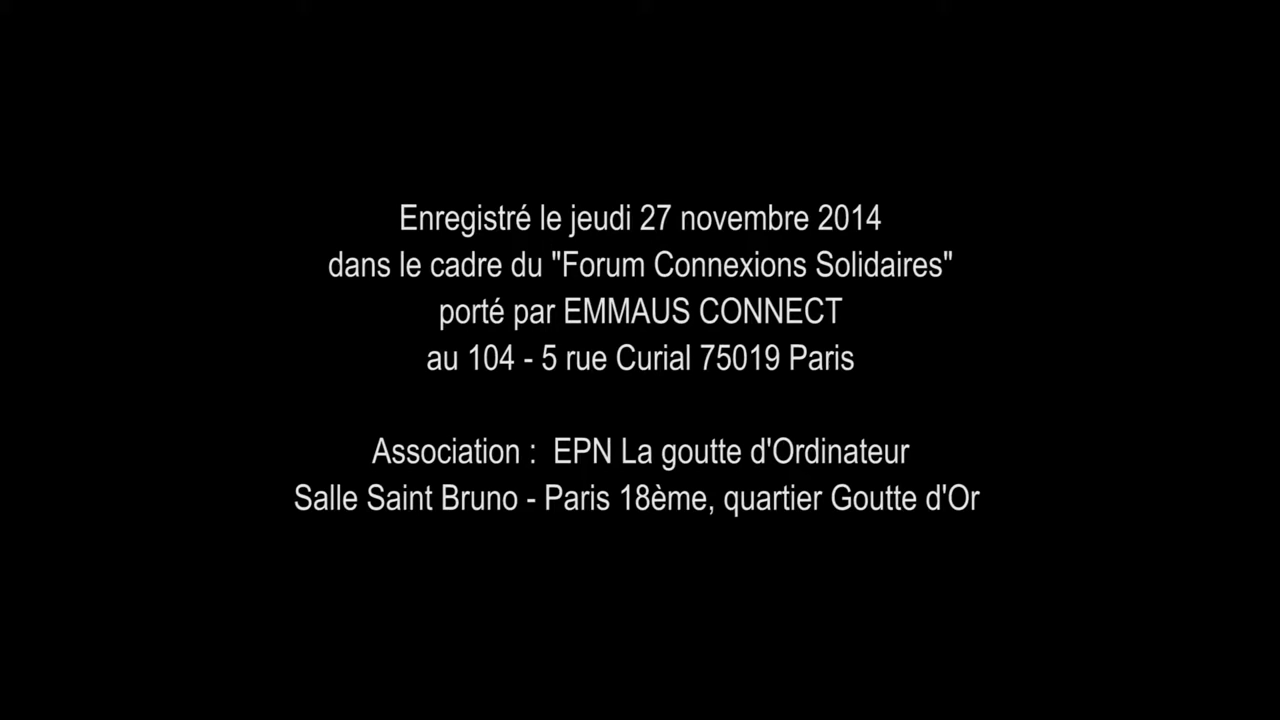 Enregistré le jeudi 27 novembre 2014
dans le cadre du "Forum Connexions Solidaires"
porté par EMMAUS CONNECT
au 104 - 5 rue Curial 75019 Paris
Association :  EPN La goutte d'Ordinateur
Salle Saint Bruno - Paris 18ème, quartier Goutte d'Or